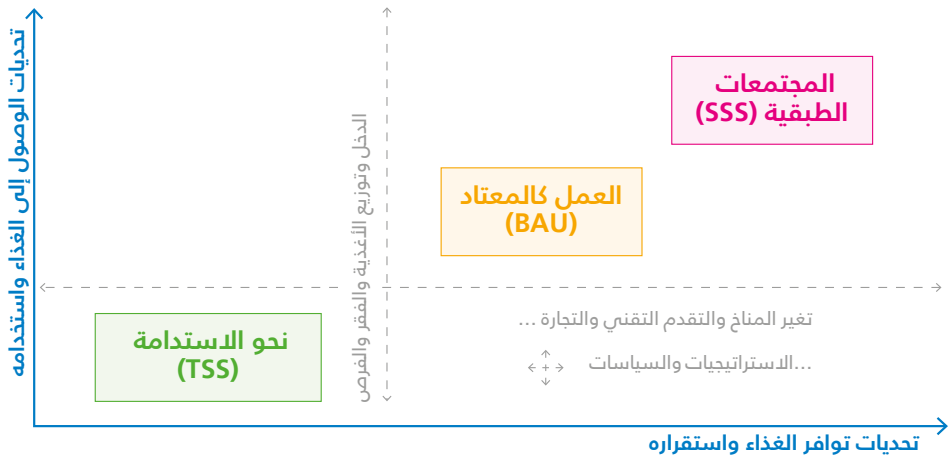 تحديات الوصول إلى الغذاء واستخدامه
الدخل وتوزيع الأغذية والفقر والفرص
المجتمعات
الطبقية (SSS)
العمل كالمعتاد
(BAU)
نحو الاستدامة
(TSS)
تغير المناخ والتقدم التقني والتجارة ...
...الاستراتيجيات والسياسات
تحديات توافر الغذاء واستقراره